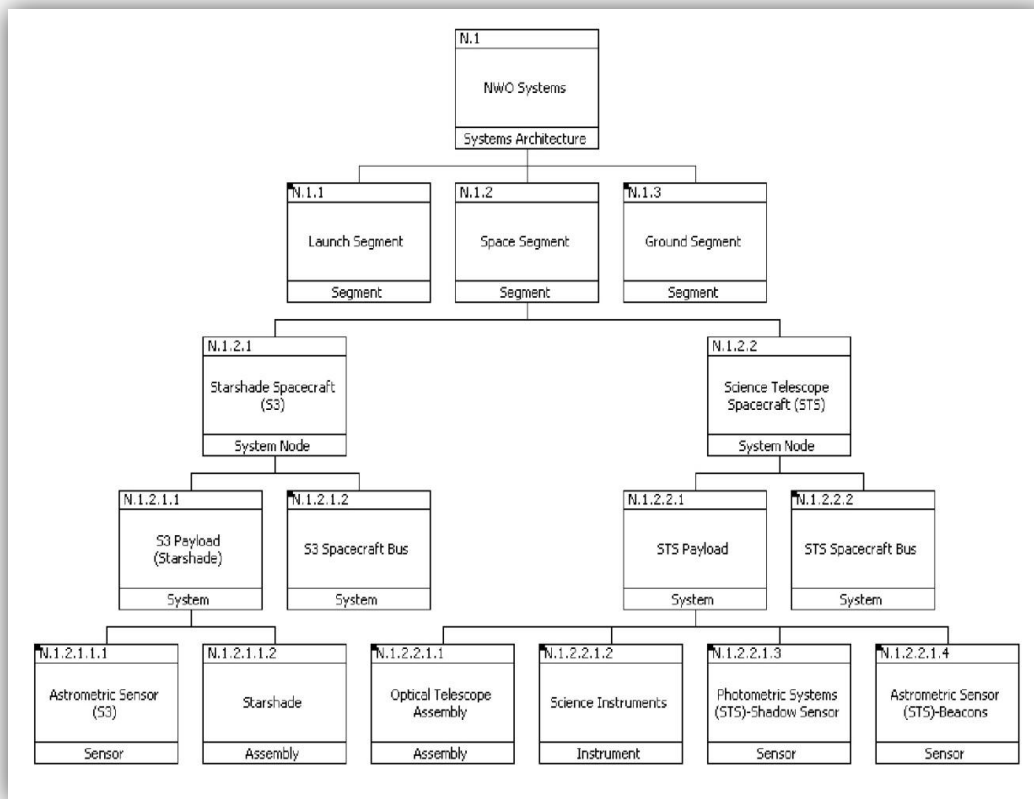 N.1
NWO Systems
Systems Architecture
N.1.1
Launch Segment
Segment
N.1.2
Space Segment
Segment
N.1.3
Ground Segment
Segment
N.1.2.1
Starshade Spacecraft
(S3)
System Node
N.1.2.2
Science Telescope
Spacecraft (STS)
System Node
N.1.2.1.1
S3 Payload
(Starshade)
System
N.1.2.1.2
S3 Spacecraft Bus
System
N.1.2.2.1
STS Payload
System
N.1.2.2.2
STS Spacecraft Bus
System
N.1.2.1.1.1
Astrometric Sensor
(S3)
Sensor
N.1.2.1.1.2
Starshade
Assembly
N.1.2.2.1.1
Optical Telescope
Assembly
Assembly
N.1.2.2.1.2
Science Instruments
Instrument
N.1.2.2.1.3
Photometric Systems
(STS)-Shadow Sensor
Sensor
N.1.2.2.1.4
Astrometric Sensor
(STS)-Beacons
Sensor